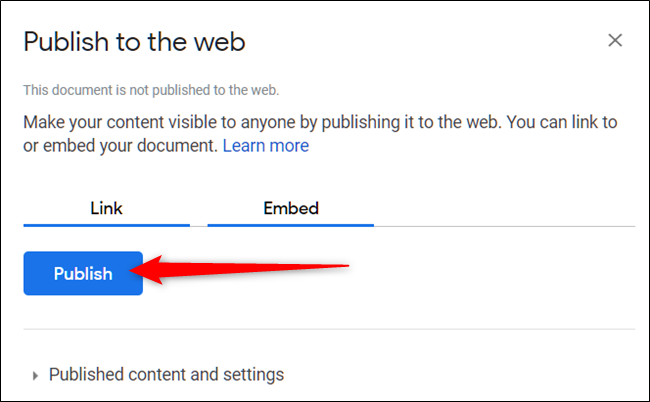 Publish to the web
This document is not published to the web.
Make your content visible to anyone by publishing it to the web. You can link to
or embed your document. Learn more
Link Embed
Publish
Published content and settings